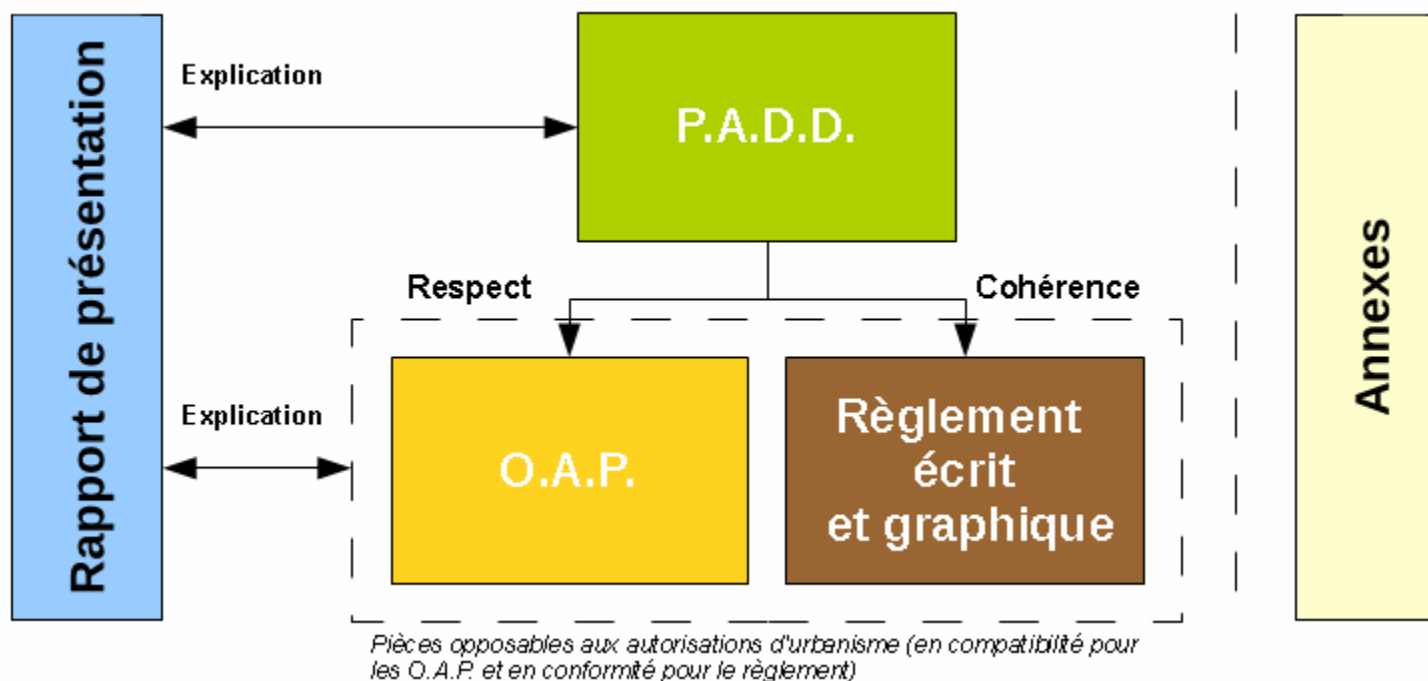 Rapport de présentation
Explication
P.A.D.D.
Respect
Cohérence
Explication
O.A.P.
Règlement
écrit
et graphique
Annexes
Pièces opposables aux autorisations d'urbanisme (en compatibilité pour
les O.A.P. et en conformité pour le règlement)